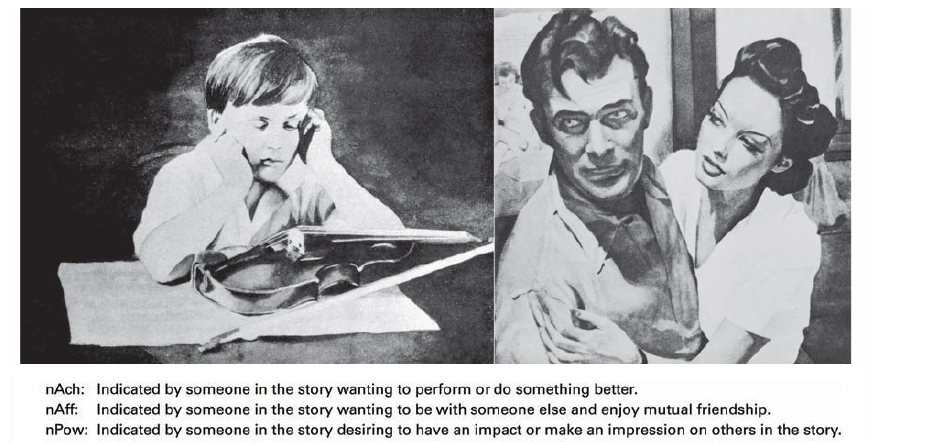 nAch: Indicated by someone in the story wanting to perform or do something better.
nAff: Indicated by someone in the story wanting to be with someone else and enjoy mutual friendship.
nPow: Indicated by someone in the story desiring to have an impact or make an impression on others in the story.